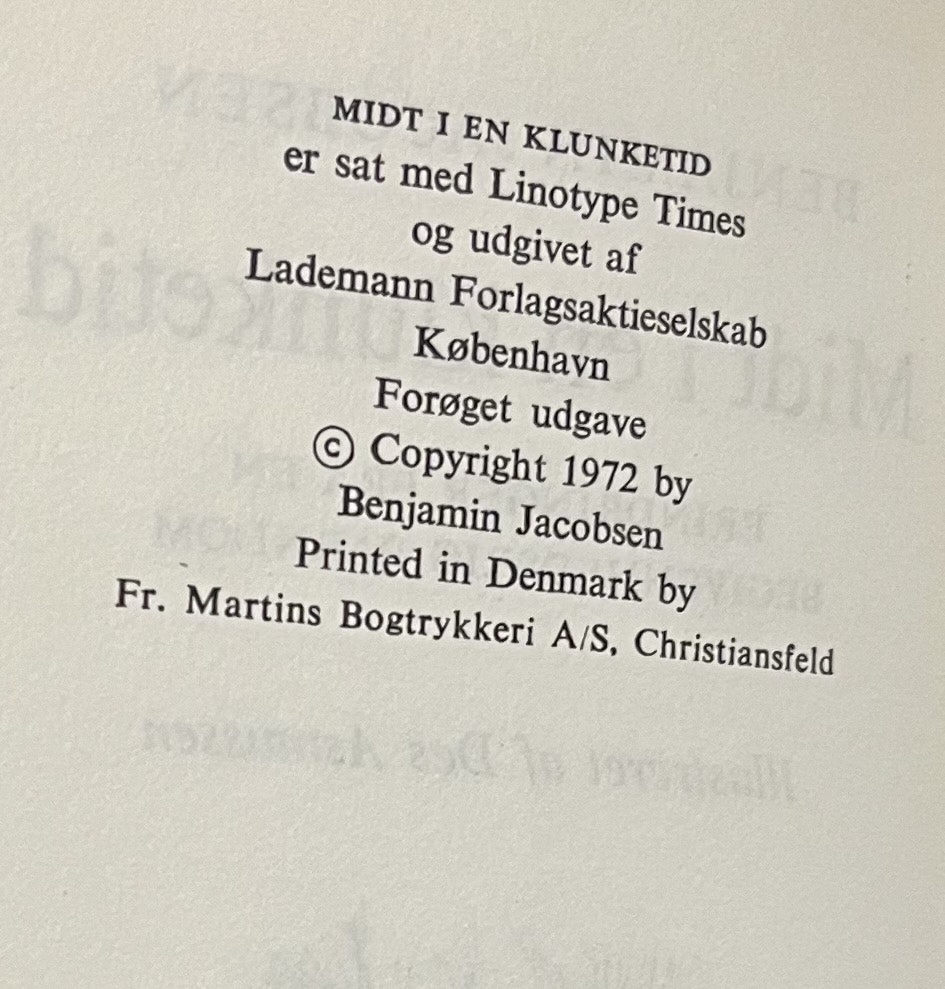 MIDT I EN KLUNKETID
er sat med Linotype Times
og udgivet af
Lademann Forlagsaktieselskab
København
Forøget udgave
© Copyright 1972 by
Benjamin Jacobsen
Printed in Denmark by
Fr. Martins Bogtrykkeri A/S, Christiansfeld